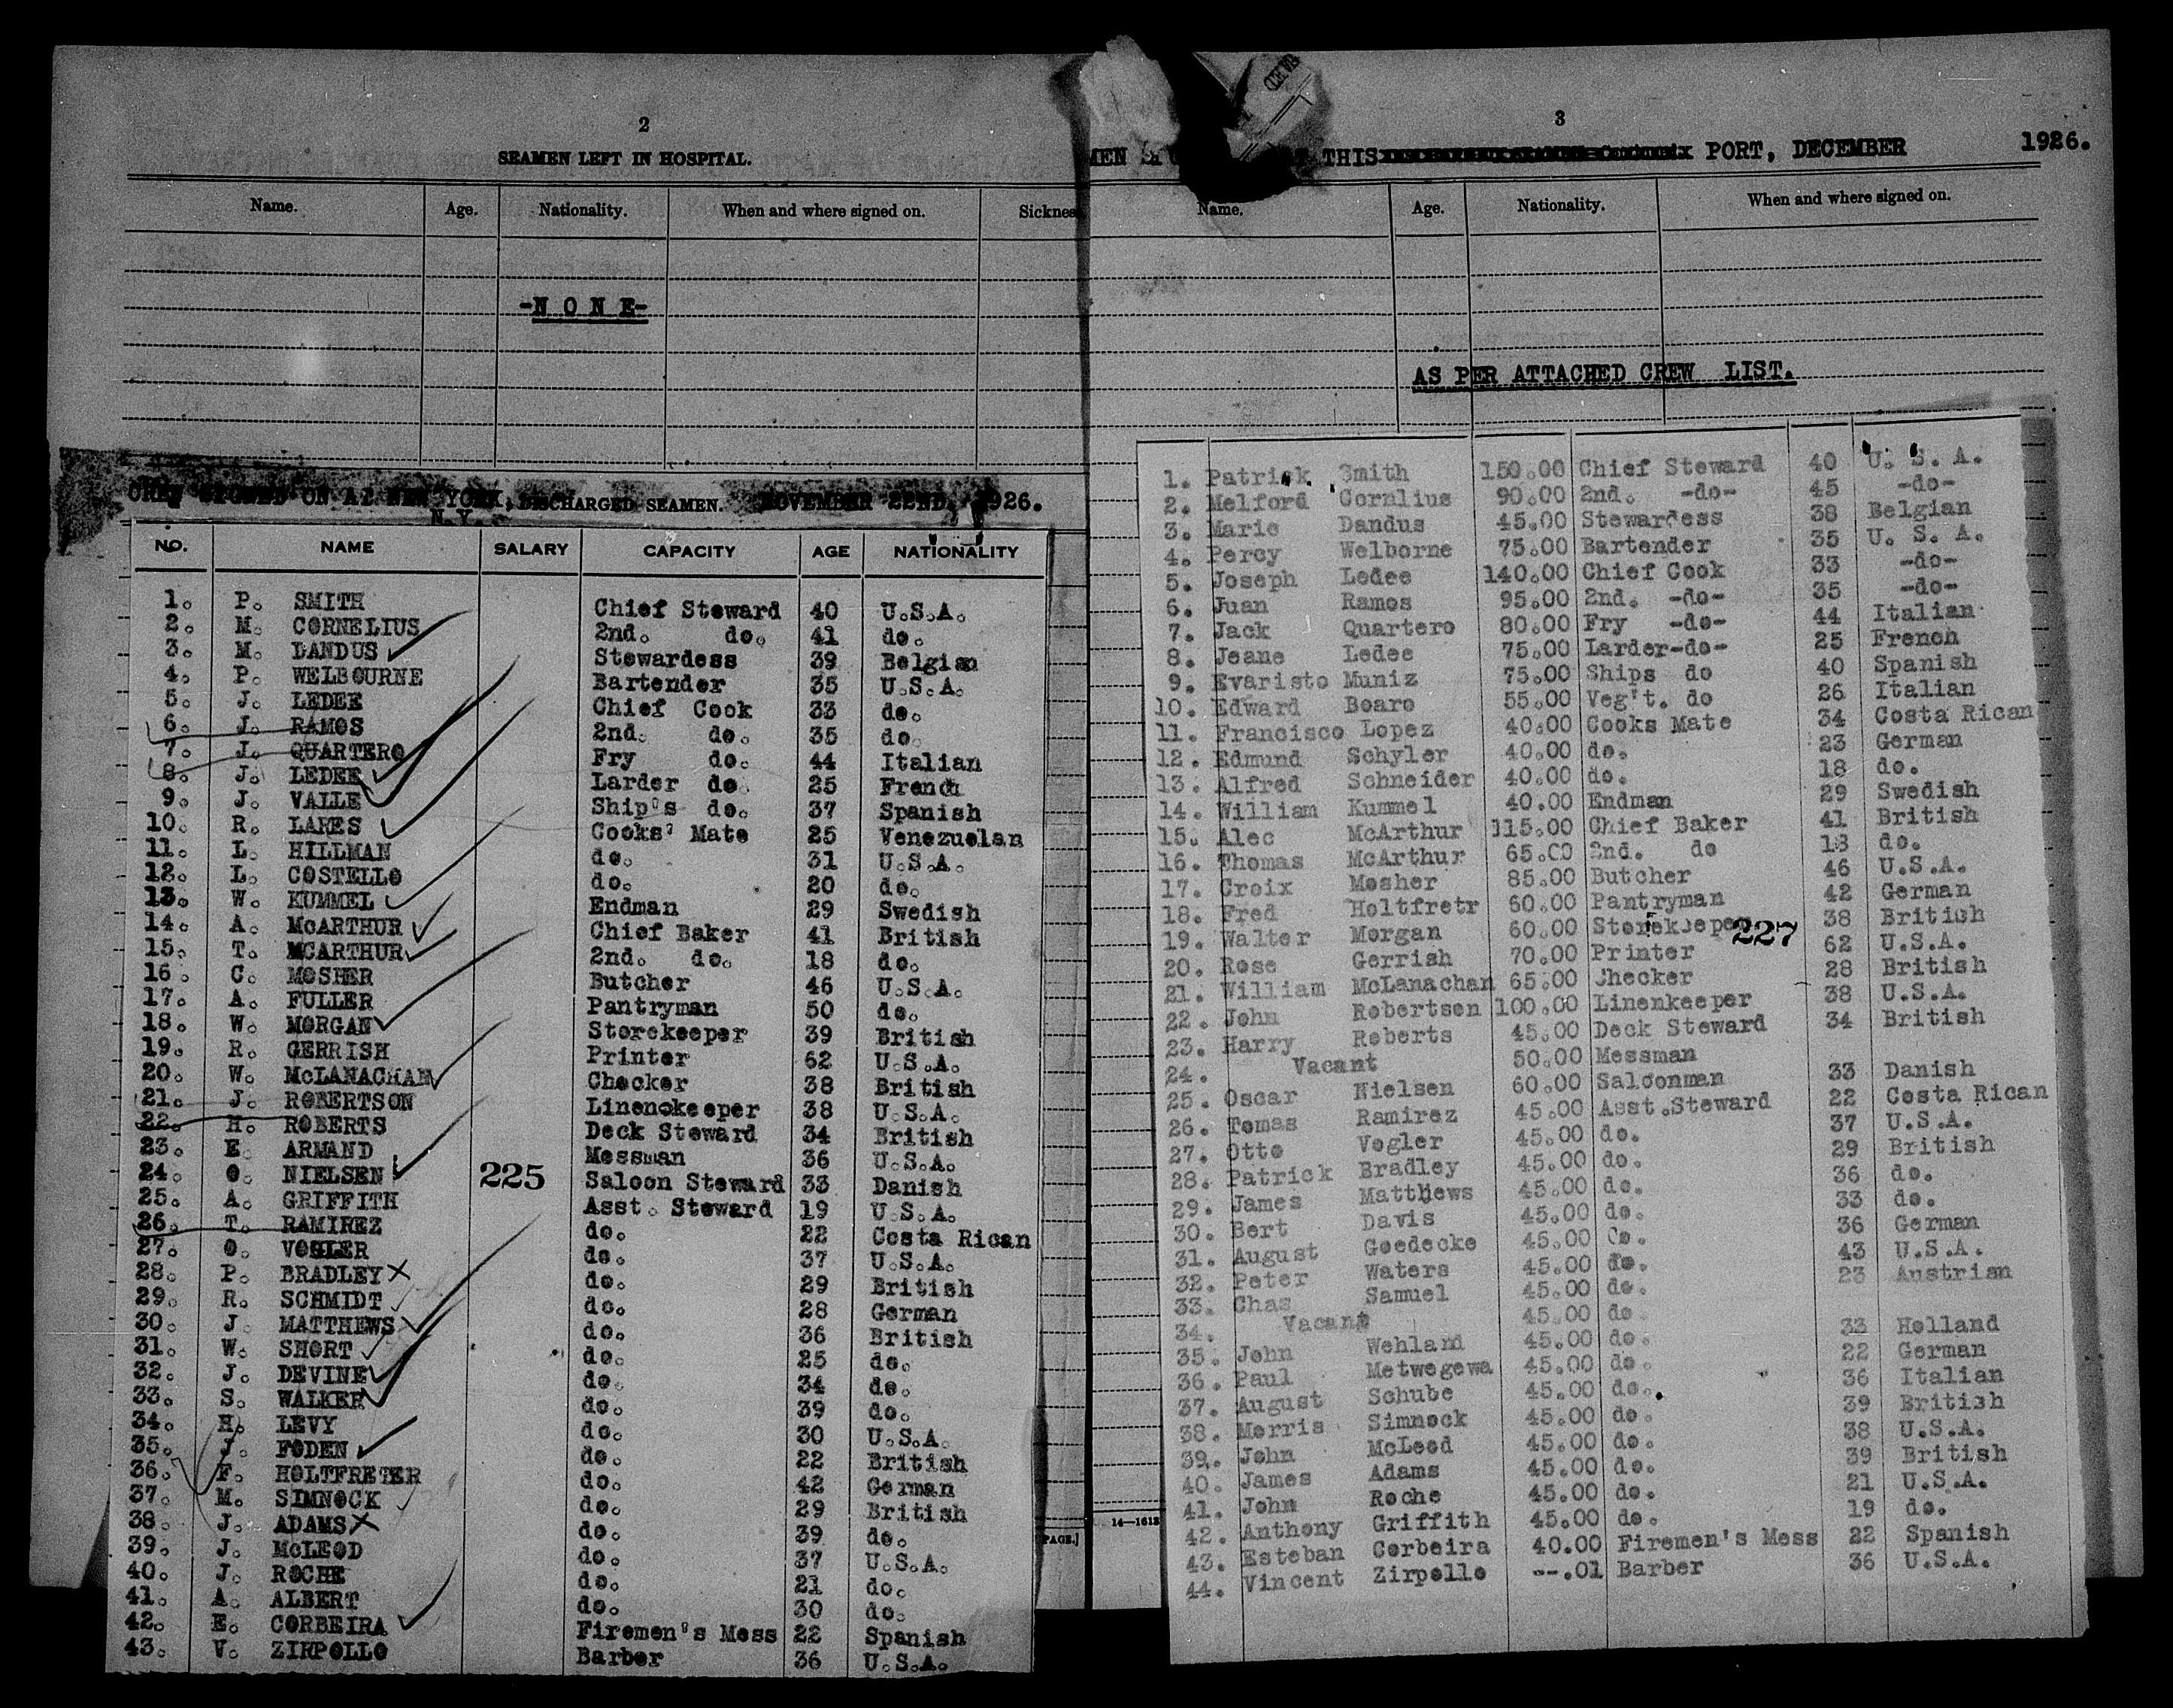 2
SEAMEN LEFT IN HOSPITAL.
Name. Age. Nationality. When and where signed on.
-N O N E-
NEW YORK, DISCHARGED SEAMEN. NOVEMBER 22ND, 1926.
N.Y.
NO. NAME SALARY CAPACITY AGE NATIONALITY
1. P. SMITH Chief Steward 40 U.S.A.
2. M. CORNELIUS 2nd. do. 41 do.
3. M. DANDUS Stewardess 39 Belgian
4. P. WELBOURNE Bartender 35 U.S.A.
5. J. LEDEE Chief Cook 33 do.
6. J. RAMOS 2nd. do. 35 do.
7. J. QUARTERO Fry do. 44 Italian
8. J. LEDEE Larder do. 25 French
9. J. VALLE Ship's do. 37 Spanish
10. R. LARES Cooks' Mate 25 Venezuelan
11. L. HILLMAN do. 31 U.S.A.
12. L. COSTELLO do. 20 do.
13. W. KUMMEL Endman 29 Swedish
14. A. McARTHUR Chief Baker 41 British
15. T. MCARTHUR 2nd. do. 18 do.
16. C. MOSHER Butcher 46 U.S.A.
17. A. FULLER Pantryman 50 do.
18. W. MORGAN Storekeeper 39 British
19. R. GERRISH Printer 62 U.S.A.
20. W. McLANACHAN Checker 38 British
21. J. ROBERTSON Linenkeeper 38 U.S.A.
22. H. ROBERTS Deck Steward 34 British
23. E. ARMAND Messman 36 U.S.A.
24. O. NIELSEN 225 Saloon Steward 33 Danish
25. A. GRIFFITH Asst. Steward 19 U.S.A.
26. T. RAMIREZ do. 22 Costa Rican
27. O. VOGLER do. 37 U.S.A.
28. P. BRADLEY X do. 29 British
29. R. SCHMIDT do. 28 German
30. J. MATTHEWS do. 36 British
31. W. SHORT do. 25 do.
32. J. DEVINE do. 34 do.
33. S. WALKER do. 39 do.
34. H. LEVY do. 30 U.S.A.
35. J. FODEN do. 22 British
36. F. HOLTFRETER do. 42 German
37. M. SIMNOCK do. 29 British
38. J. ADAMS X do. 39 do.
39. J. McLEOD do. 37 U.S.A.
40. J. ROCHE do. 21 do.
41. A. ALBERT do. 30 do.
42. E. CORBEIRA Firemen's Mess 22 Spanish
43. V. ZIRPOLLO Barber 36 U.S.A.
PAGE.]
3
THIS PORT, DECEMBER 1926.
Name. Age. Nationality. When and where signed on.
AS PER ATTACHED CREW LIST.
1. Patrick Smith 150.00 Chief Steward 40 U. S. A.
2. Melford Cornlius 90.00 2nd. -do- 45 -do-
3. Marie Dandus 45.00 Stewardess 38 Belgian
4. Percy Welborne 75.00 Bartender 35 U. S. A.
5. Joseph Ledee 140.00 Chief Cook 33 -do-
6. Juan Ramos 95.00 2nd. -do- 35 -do-
7. Jack Quartero 80.00 Fry -do- 44 Italian
8. Jeane Ledee 75.00 Larder-do- 25 French
9. Evaristo Muniz 75.00 Ships do 40 Spanish
10. Edward Boaro 55.00 Veg't. do 26 Italian
11. Francisco Lopez 40.00 Cooks Mate 34 Costa Rican
12. Edmund Schyler 40.00 do. 23 German
13. Alfred Schneider 40.00 do. 18 do.
14. William Kummel 40.00 Endman 29 Swedish
15. Alec McArthur 115.00 Chief Baker 41 British
16. Thomas McArthur 65.00 2nd. do 18 do.
17. Croix Mosher 85.00 Butcher 46 U.S.A.
18. Fred Holtfretr 60.00 Pantryman 42 German
19. Walter Morgan 60.00 Storekeeper 227 38 British
20. Rose Gerrish 70.00 Printer 62 U.S.A.
21. William McLanachan 65.00 Checker 28 British
22. John Robertson 100.00 Linenkeeper 38 U.S.A.
23. Harry Roberts 45.00 Deck Steward 34 British
24. Vacant 50.00 Messman
25. Oscar Nielsen 60.00 Saloonman 33 Danish
26. Tomas Ramirez 45.00 Asst.Steward 22 Costa Rican
27. Otto Vogler 45.00 do. 37 U.S.A.
28. Patrick Bradley 45.00 do. 29 British
29. James Matthews 45.00 do. 36 do.
30. Bert Davis 45.00 do. 33 do.
31. August Goedecke 45.00 do. 36 German
32. Peter Waters 45.00 do. 43 U.S.A.
33. Chas Samuel 45.00 do. 23 Austrian
34. Vacant 45.00 do.
35. John Wehland 45.00 do. 33 Holland
36. Paul Metwegewa 45.00 do. 22 German
37. August Schube 45.00 do. 36 Italian
38. Morris Simnock 45.00 do. 39 British
39. John McLeod 45.00 do. 38 U.S.A.
40. James Adams 45.00 do. 39 British
41. John Roche 45.00 do. 21 U.S.A.
42. Anthony Griffith 45.00 do. 19 do.
43. Esteban Corbeira 40.00 Firemen's Mess 22 Spanish
44. Vincent Zirpollo --.01 Barber 36 U.S.A.